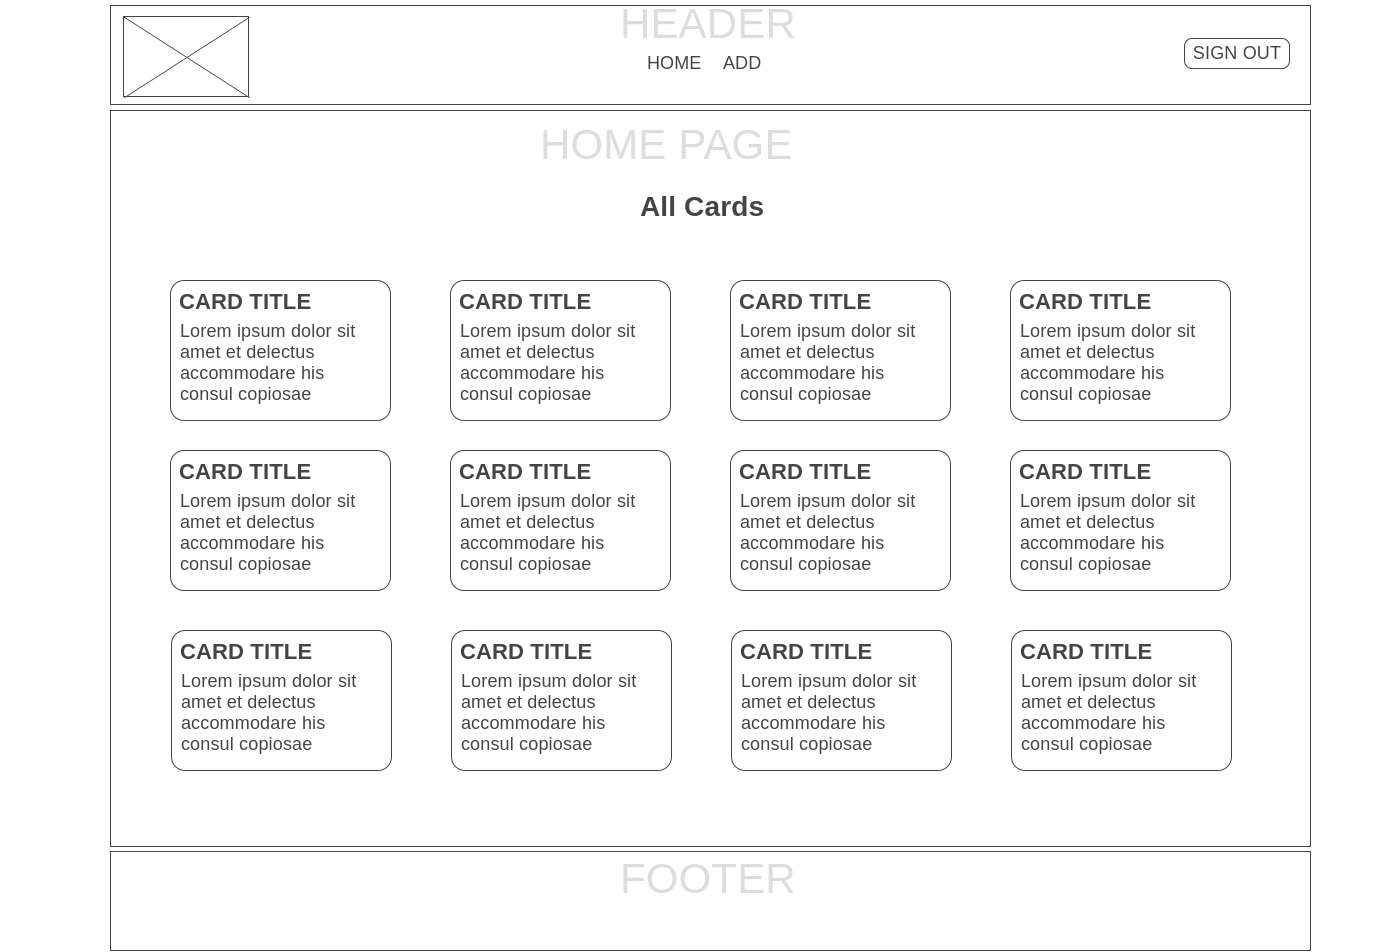 HEADER
HOME ADD
SIGN OUT
HOME PAGE
All Cards
CARD TITLE
Lorem ipsum dolor sit
amet et delectus
accommodare his
consul copiosae
CARD TITLE
Lorem ipsum dolor sit
amet et delectus
accommodare his
consul copiosae
CARD TITLE
Lorem ipsum dolor sit
amet et delectus
accommodare his
consul copiosae
CARD TITLE
Lorem ipsum dolor sit
amet et delectus
accommodare his
consul copiosae
CARD TITLE
Lorem ipsum dolor sit
amet et delectus
accommodare his
consul copiosae
CARD TITLE
Lorem ipsum dolor sit
amet et delectus
accommodare his
consul copiosae
CARD TITLE
Lorem ipsum dolor sit
amet et delectus
accommodare his
consul copiosae
CARD TITLE
Lorem ipsum dolor sit
amet et delectus
accommodare his
consul copiosae
CARD TITLE
Lorem ipsum dolor sit
amet et delectus
accommodare his
consul copiosae
CARD TITLE
Lorem ipsum dolor sit
amet et delectus
accommodare his
consul copiosae
CARD TITLE
Lorem ipsum dolor sit
amet et delectus
accommodare his
consul copiosae
CARD TITLE
Lorem ipsum dolor sit
amet et delectus
accommodare his
consul copiosae
FOOTER